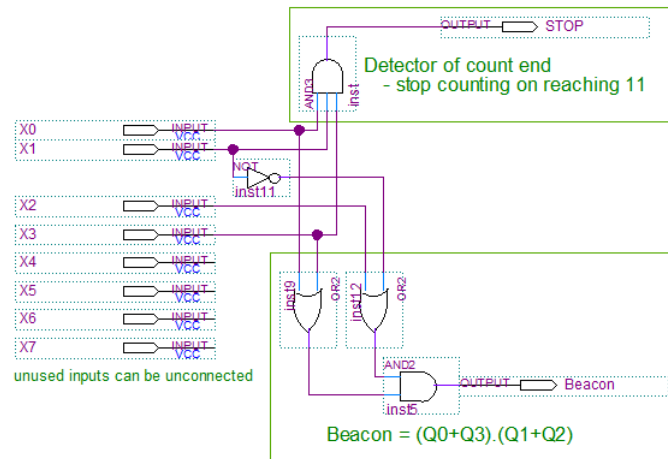 OUTPUT STOP
Detector of count end
- stop counting on reaching 11
AND3
inst
X0 INPUT
VCC
X1 INPUT
VCC
NOT
inst11
X2 INPUT
VCC
X3 INPUT
VCC
X4 INPUT
VCC
X5 INPUT
VCC
X6 INPUT
VCC
X7 INPUT
VCC
unused inputs can be unconnected
inst9
OR2
inst12
OR2
AND2
OUTPUT Beacon
inst5
Beacon = (Q0+Q3).(Q1+Q2)